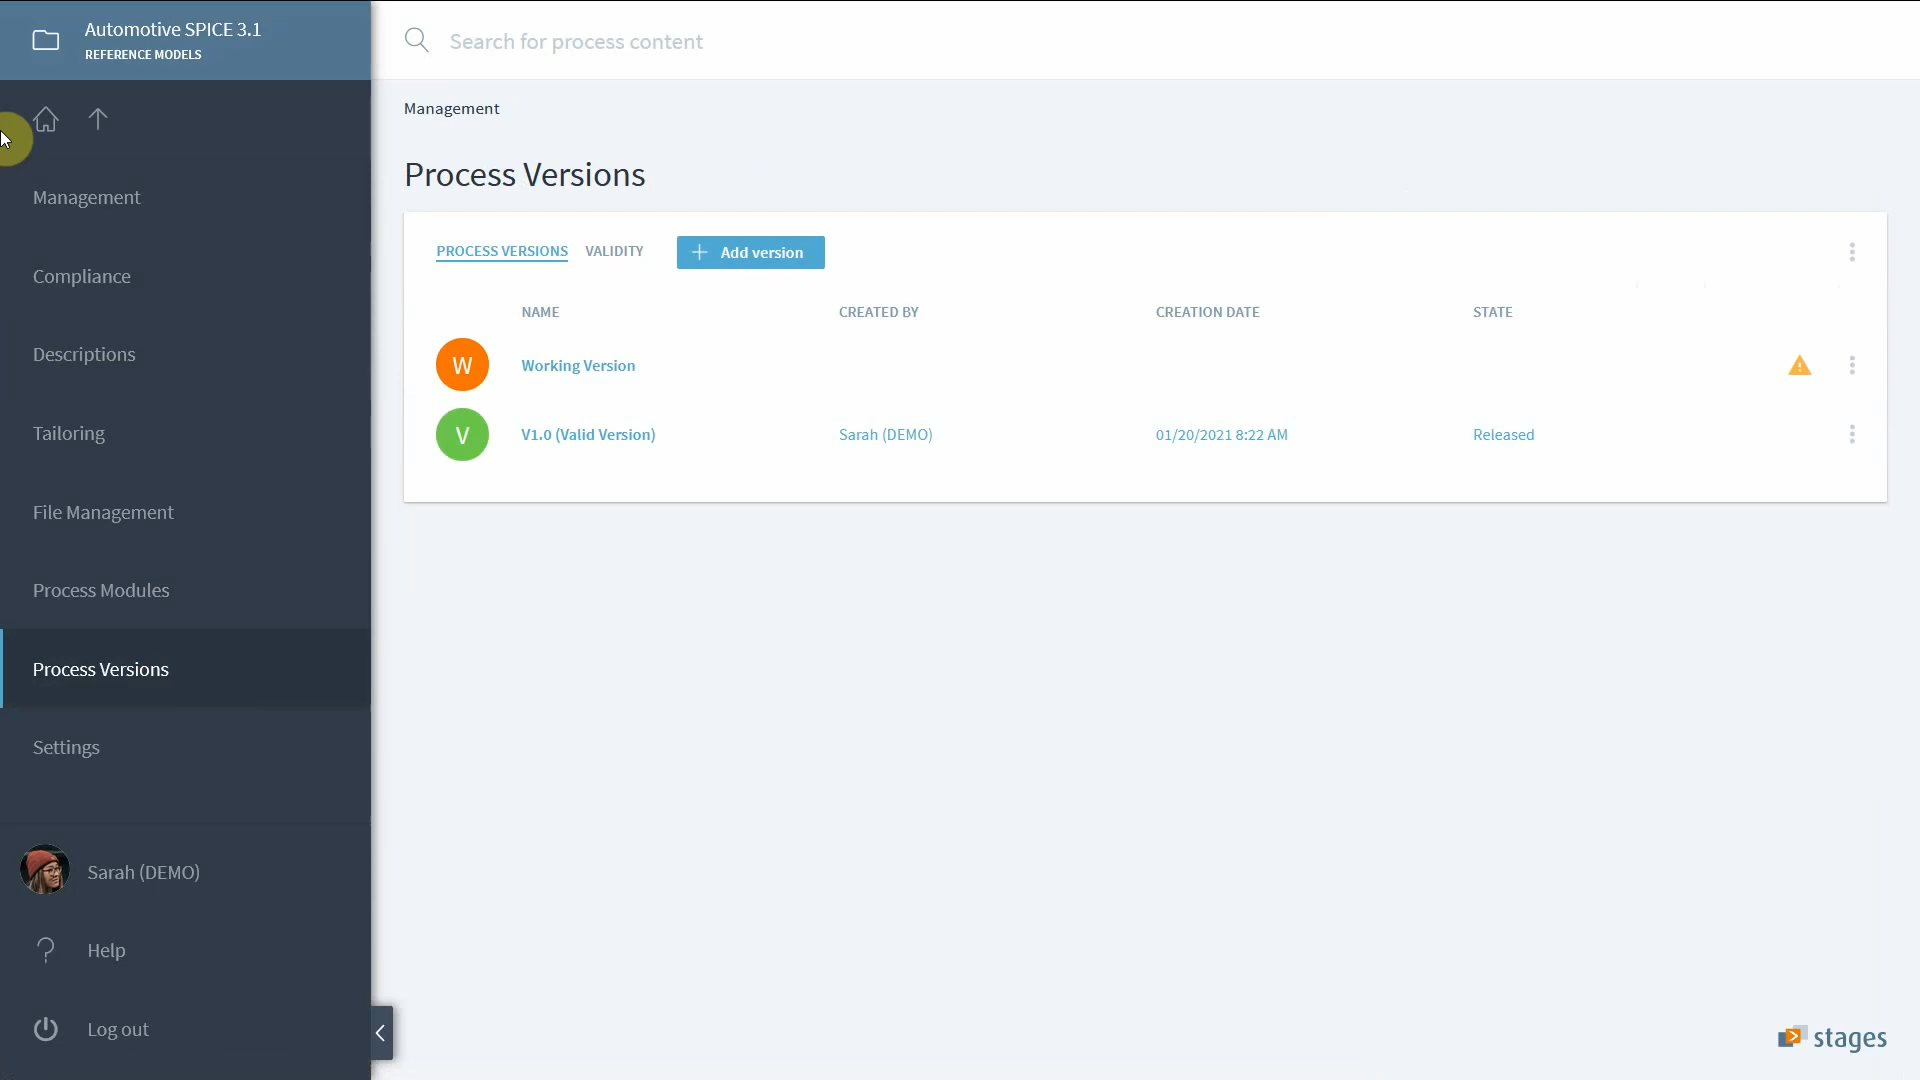 Automotive SPICE 3.1
REFERENCE MODELS
Search for process content
Management
Compliance
Descriptions
Tailoring
File Management
Process Modules
Process Versions
Settings
Sarah (DEMO)
Help
Log out
Management
Process Versions
PROCESS VERSIONS VALIDITY Add version
NAME CREATED BY CREATION DATE STATE
W Working Version
V V1.0 (Valid Version) Sarah (DEMO) 01/20/2021 8:22 AM Released
stages